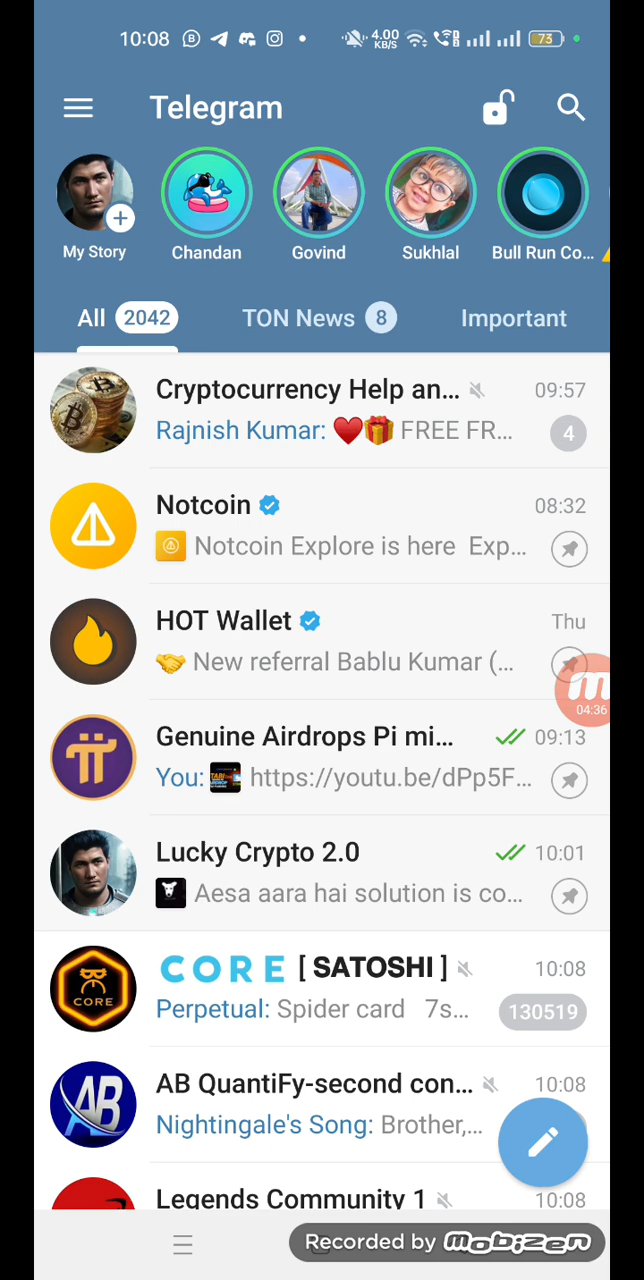 10:08 4.00 KB/S 73
Telegram
My Story Chandan Govind Sukhlal Bull Run Co...
All 2042 TON News 8 Important
Cryptocurrency Help an... 09:57
Rajnish Kumar: ❤️🎁 FREE FR... 4
Notcoin 08:32
Notcoin Explore is here Exp...
HOT Wallet Thu
🤝 New referral Bablu Kumar (...
04:36
Genuine Airdrops Pi mi... 09:13
You: https://youtu.be/dPp5F...
Lucky Crypto 2.0 10:01
Aesa aara hai solution is co...
CORE [ SATOSHI ] 10:08
CORE
Perpetual: Spider card 7s... 130519
AB QuantiFy-second con... 10:08
AB
Nightingale's Song: Brother,...
Legends Community 1 10:08
Recorded by mobizen